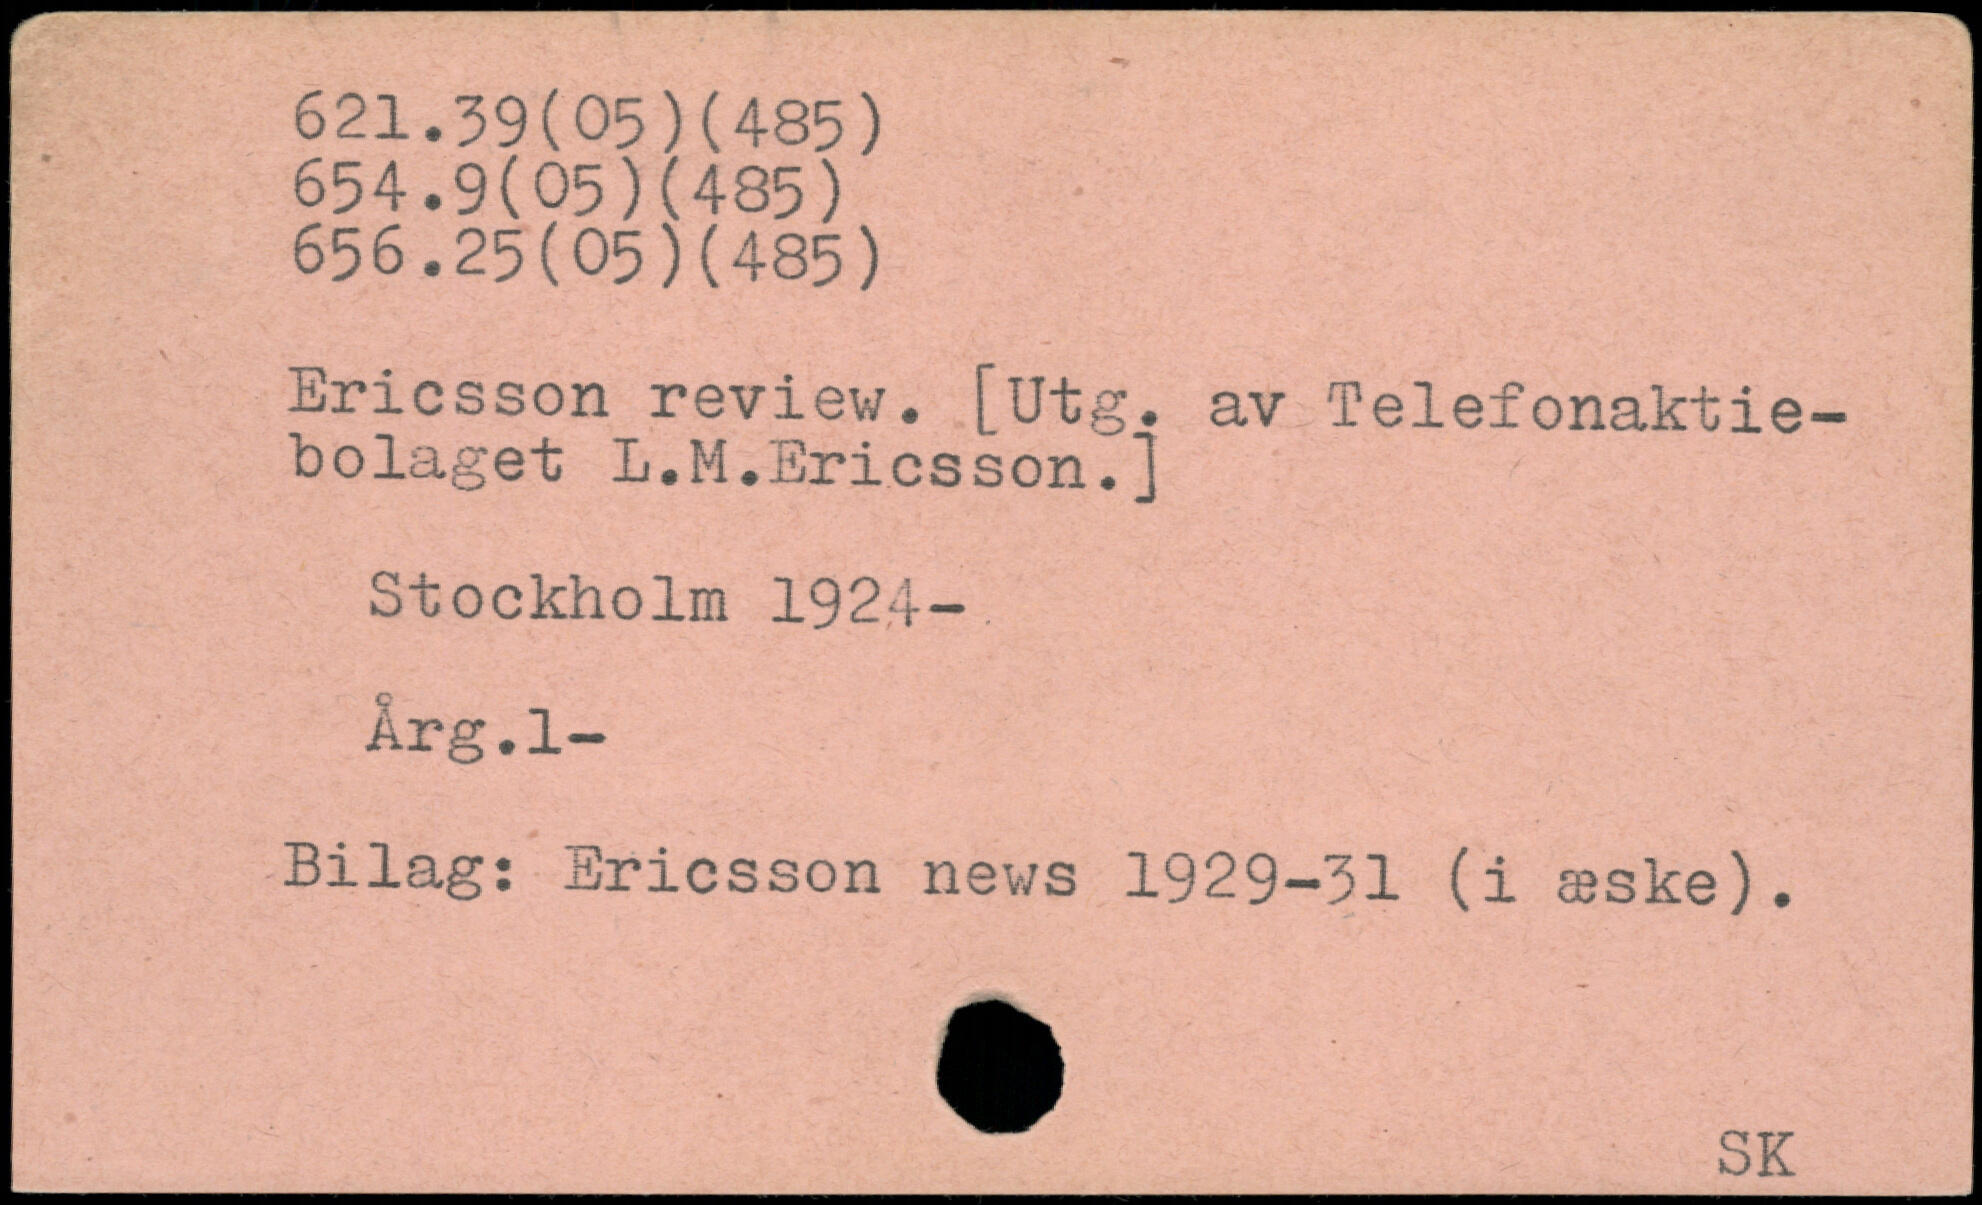 621.39(05)(485)
654.9(05)(485)
656.25(05)(485)
Ericsson review. [Utg. av Telefonaktie-
bolaget L.M.Ericsson.]
Stockholm 1924-
Årg.1-
Bilag: Ericsson news 1929-31 (i æske).
SK